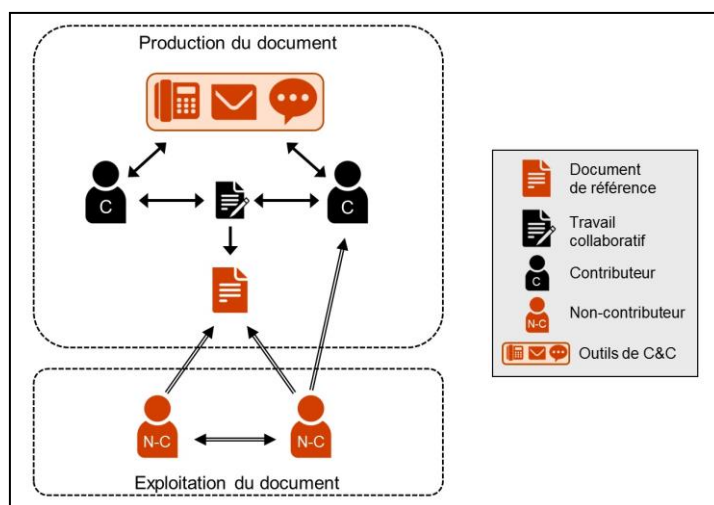 Production du document
C
C
N-C
N-C
Exploitation du document
Document
de référence
Travail
collaboratif
C
Contributeur
N-C
Non-contributeur
Outils de C&C